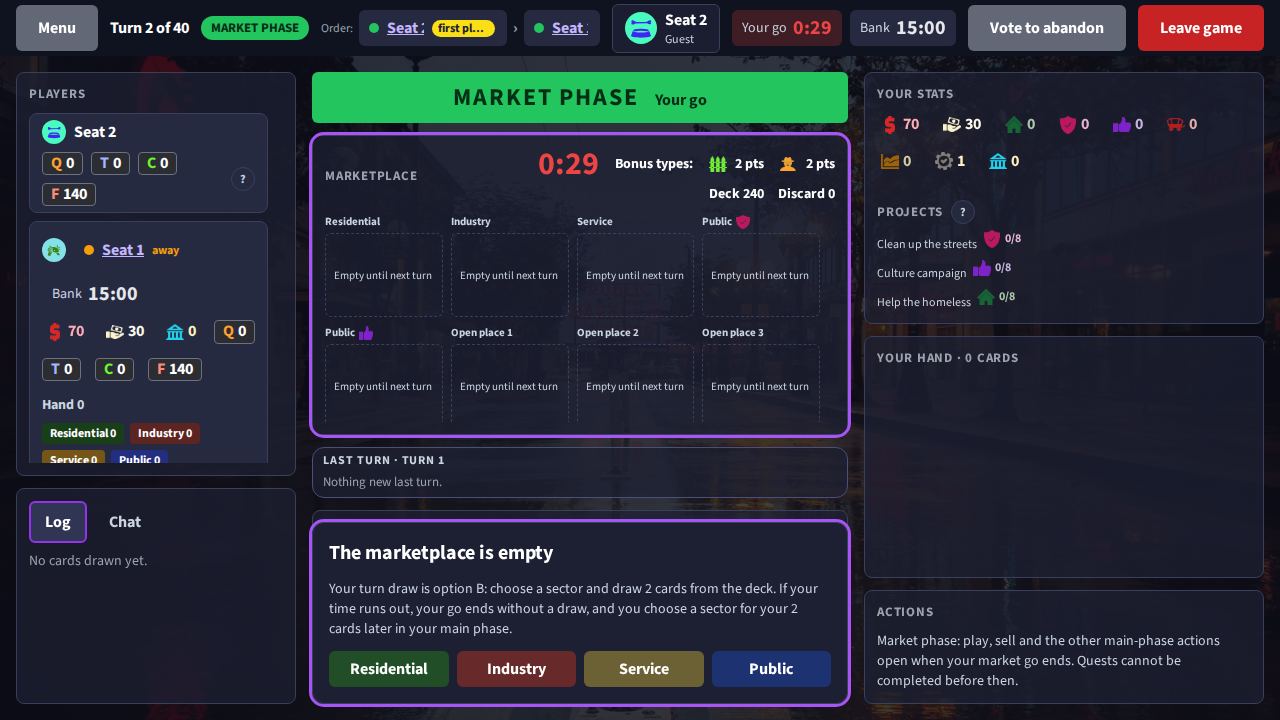 Menu
Turn 2 of 40
MARKET PHASE
Order:
Seat 2
first pl...
›
Seat
Seat 2
Guest
Your go 0:29
Bank 15:00
Vote to abandon
Leave game
PLAYERS
Seat 2
Q 0
T 0
C 0
F 140
?
Seat 1 away
Bank 15:00
70
30
0
Q 0
T 0
C 0
F 140
Hand 0
Residential 0
Industry 0
Service 0
Public 0
Log
Chat
No cards drawn yet.
MARKET PHASE Your go
MARKETPLACE
0:29
Bonus types:
2 pts
2 pts
Deck 240 Discard 0
Residential
Industry
Service
Public
Empty until next turn
Empty until next turn
Empty until next turn
Empty until next turn
Public
Open place 1
Open place 2
Open place 3
Empty until next turn
Empty until next turn
Empty until next turn
Empty until next turn
LAST TURN · TURN 1
Nothing new last turn.
The marketplace is empty
Your turn draw is option B: choose a sector and draw 2 cards from the deck. If your
time runs out, your go ends without a draw, and you choose a sector for your 2
cards later in your main phase.
Residential
Industry
Service
Public
YOUR STATS
70
30
0
0
0
0
0
1
0
PROJECTS ?
Clean up the streets 0/8
Culture campaign 0/8
Help the homeless 0/8
YOUR HAND · 0 CARDS
ACTIONS
Market phase: play, sell and the other main-phase actions
open when your market go ends. Quests cannot be
completed before then.